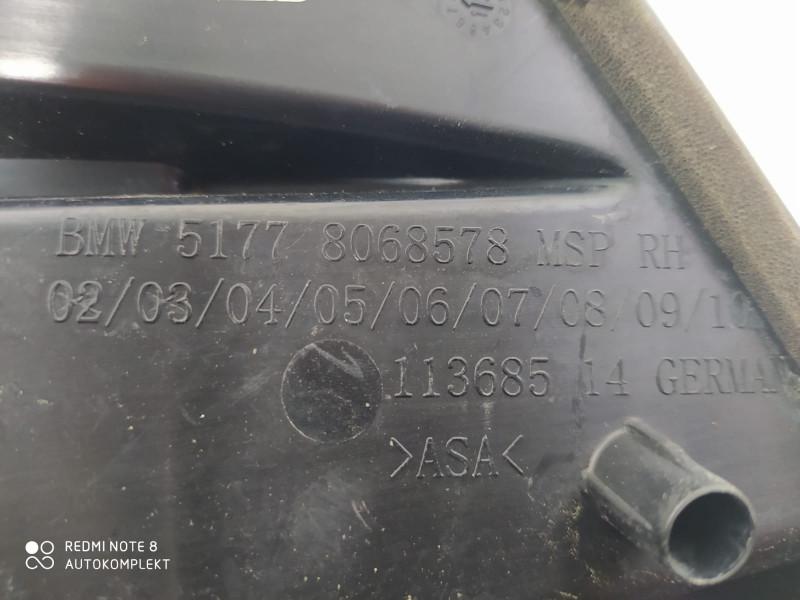 BMW 5177 8068578 MSP RH
02/03/04/05/06/07/08/09/10
113685 14 GERMAN
>ASA<
REDMI NOTE 8
AUTOKOMPLEKT